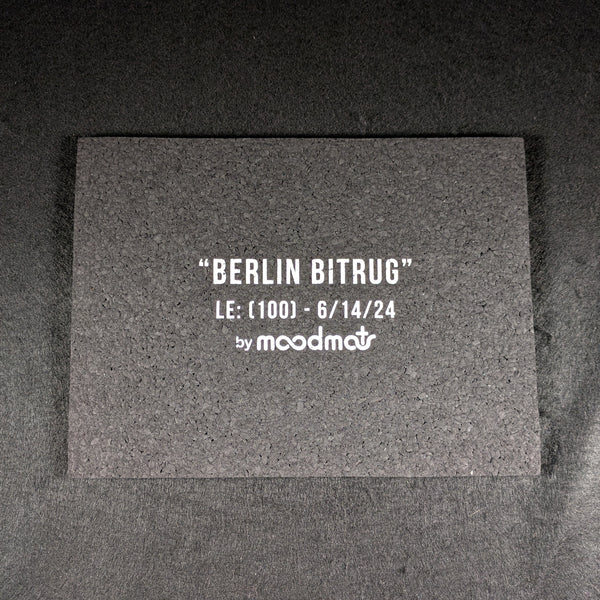 “BERLIN BITRUG”
LE: (100) - 6/14/24
by moodmats